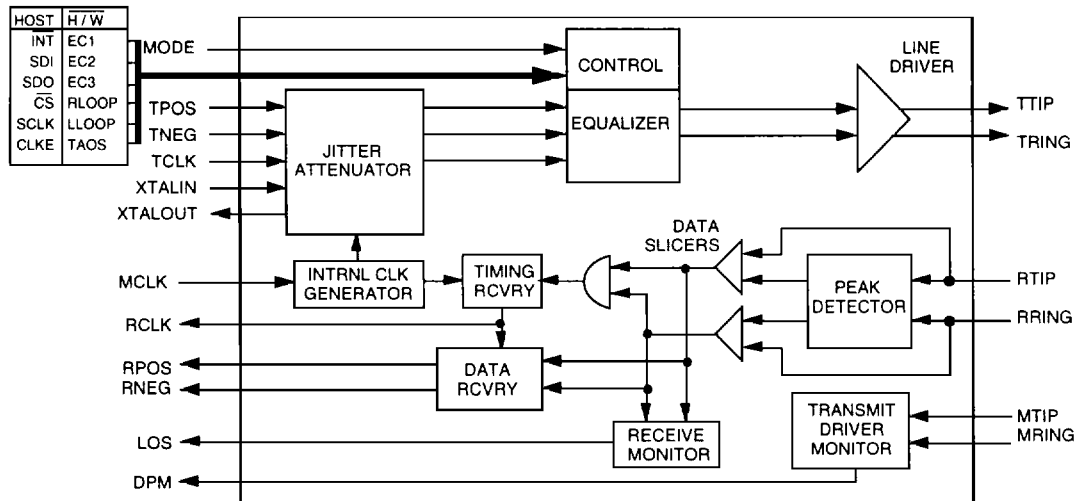 HOST H/W
INT EC1
SDI EC2
SDO EC3
CS RLOOP
SCLK LLOOP
CLKE TAOS
MODE
TPOS
TNEG
TCLK
XTALIN
XTALOUT
JITTER
ATTENUATOR
CONTROL
EQUALIZER
LINE
DRIVER
TTIP
TRING
MCLK
INTRNL CLK
GENERATOR
TIMING
RCVRY
DATA
SLICERS
PEAK
DETECTOR
RTIP
RRING
RCLK
RPOS
RNEG
DATA
RCVRY
LOS
RECEIVE
MONITOR
TRANSMIT
DRIVER
MONITOR
MTIP
MRING
DPM